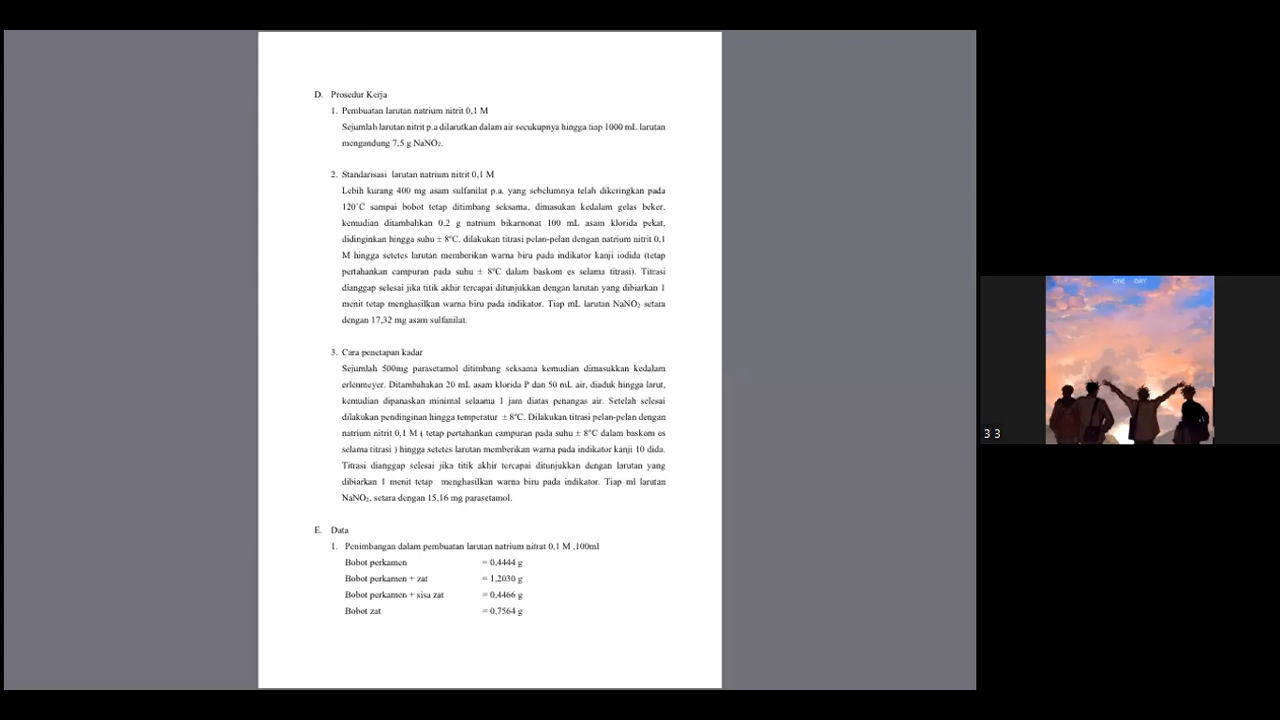 D. Prosedur Kerja
1. Pembuatan larutan natrium nitrit 0,1 M
Sejumlah larutan nitrit p.a dilarutkan dalam air secukupnya hingga tiap 1000 mL larutan
mengandung 7,5 g NaNO₂.
2. Standarisasi larutan natrium nitrit 0,1 M
Lebih kurang 400 mg asam sulfanilat p.a. yang sebelumnya telah dikeringkan pada
120˚C sampai bobot tetap ditimbang seksama, dimasukan kedalam gelas beker,
kemudian ditambahkan 0,2 g natrium bikarnonat 100 mL asam klorida pekat,
didinginkan hingga suhu ± 8ºC. dilakukan titrasi pelan-pelan dengan natrium nitrit 0,1
M hingga setetes larutan memberikan warna biru pada indikator kanji iodida (tetap
pertahankan campuran pada suhu ± 8ºC dalam baskom es selama titrasi). Titrasi
dianggap selesai jika titik akhir tercapai ditunjukkan dengan larutan yang dibiarkan 1
menit tetap menghasilkan warna biru pada indikator. Tiap mL larutan NaNO₂ setara
dengan 17,32 mg asam sulfanilat.
3. Cara penetapan kadar
Sejumlah 500mg parasetamol ditimbang seksama kemudian dimasukkan kedalam
erlenmeyer. Ditambahakan 20 mL asam klorida P dan 50 mL air, diaduk hingga larut,
kemudian dipanaskan minimal selaama 1 jam diatas penangas air. Setelah selesai
dilakukan pendinginan hingga temperatur ± 8ºC. Dilakukan titrasi pelan-pelan dengan
natrium nitrit 0,1 M ( tetap pertahankan campuran pada suhu ± 8ºC dalam baskom es
selama titrasi ) hingga setetes larutan memberikan warna pada indikator kanji 10 dida.
Titrasi dianggap selesai jika titik akhir tercapai ditunjukkan dengan larutan yang
dibiarkan 1 menit tetap menghasilkan warna biru pada indikator. Tiap ml larutan
NaNO₂, setara dengan 15,16 mg parasetamol.
E. Data
1. Penimbangan dalam pembuatan larutan natrium nitrat 0,1 M ,100ml
Bobot perkamen = 0,4444 g
Bobot perkamen + zat = 1,2030 g
Bobot perkamen + sisa zat = 0,4466 g
Bobot zat = 0,7564 g
ONE DAY
3 3